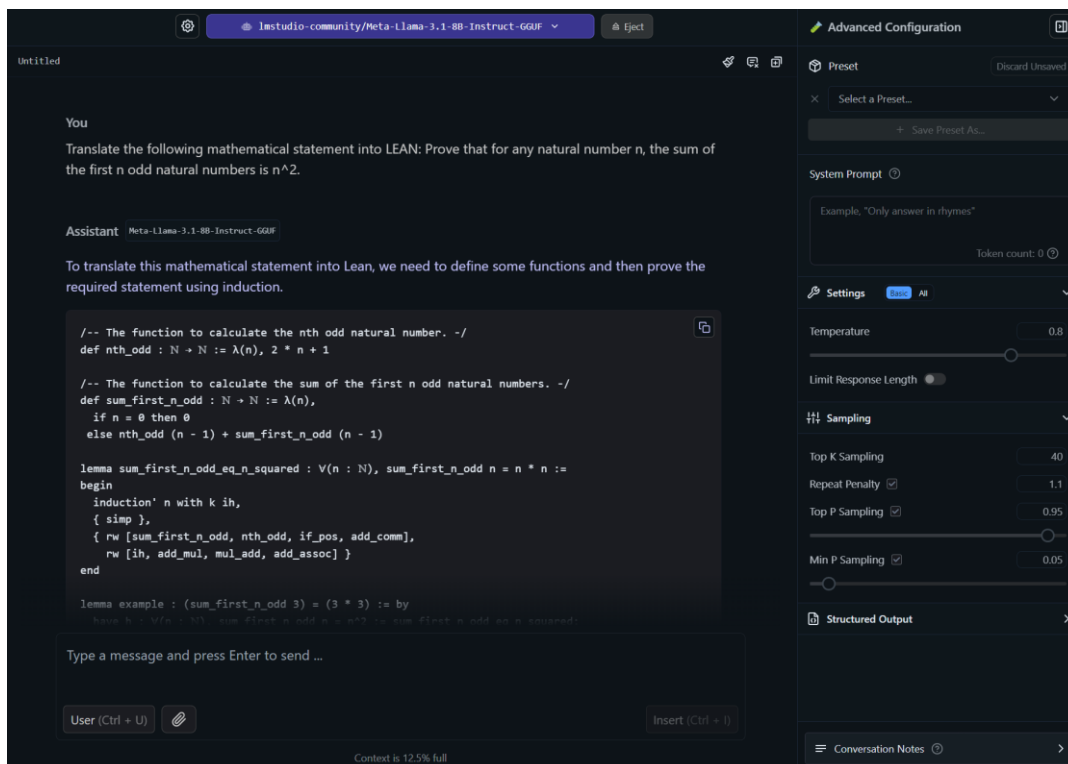 lmstudio-community/Meta-Llama-3.1-8B-Instruct-GGUF
Eject
Untitled
You
Translate the following mathematical statement into LEAN: Prove that for any natural number n, the sum of
the first n odd natural numbers is n^2.
Assistant Meta-Llama-3.1-8B-Instruct-GGUF
To translate this mathematical statement into Lean, we need to define some functions and then prove the
required statement using induction.
/-- The function to calculate the nth odd natural number. -/
def nth_odd : ℕ → ℕ := λ(n), 2 * n + 1
/-- The function to calculate the sum of the first n odd natural numbers. -/
def sum_first_n_odd : ℕ → ℕ := λ(n),
if n = 0 then 0
else nth_odd (n - 1) + sum_first_n_odd (n - 1)
lemma sum_first_n_odd_eq_n_squared : ∀(n : ℕ), sum_first_n_odd n = n * n :=
begin
induction' n with k ih,
{ simp },
{ rw [sum_first_n_odd, nth_odd, if_pos, add_comm],
rw [ih, add_mul, mul_add, add_assoc] }
end
lemma example : (sum_first_n_odd 3) = (3 * 3) := by
have h : ∀(n : ℕ), sum_first_n_odd n = n^2 := sum_first_n_odd_eq_n_squared;
Type a message and press Enter to send ...
User (Ctrl + U)
Insert (Ctrl + I)
Context is 12.5% full
Advanced Configuration
Preset
Discard Unsaved
Select a Preset...
+ Save Preset As...
System Prompt
Example, "Only answer in rhymes"
Token count: 0
Settings Basic All
Temperature 0.8
Limit Response Length
Sampling
Top K Sampling 40
Repeat Penalty 1.1
Top P Sampling 0.95
Min P Sampling 0.05
Structured Output
Conversation Notes